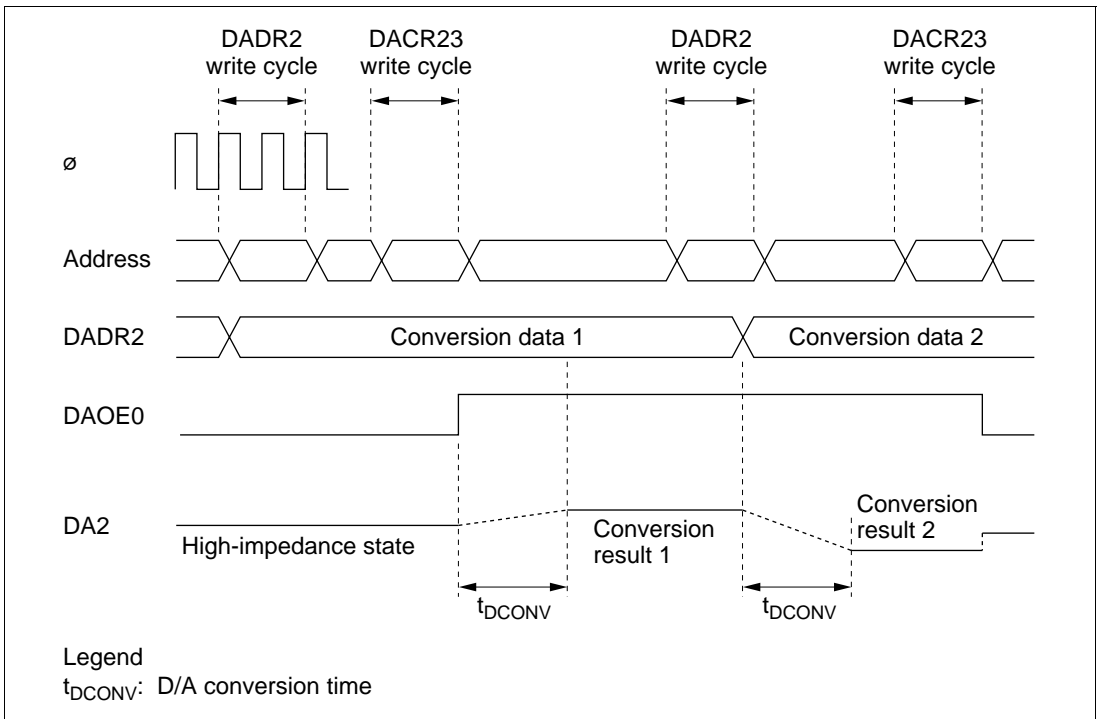 DADR2 write cycle
DACR23 write cycle
DADR2 write cycle
DACR23 write cycle
ø
Address
DADR2
Conversion data 1
Conversion data 2
DAOE0
DA2
High-impedance state
Conversion
result 1
Conversion
result 2
tDCONV
tDCONV
Legend
tDCONV: D/A conversion time